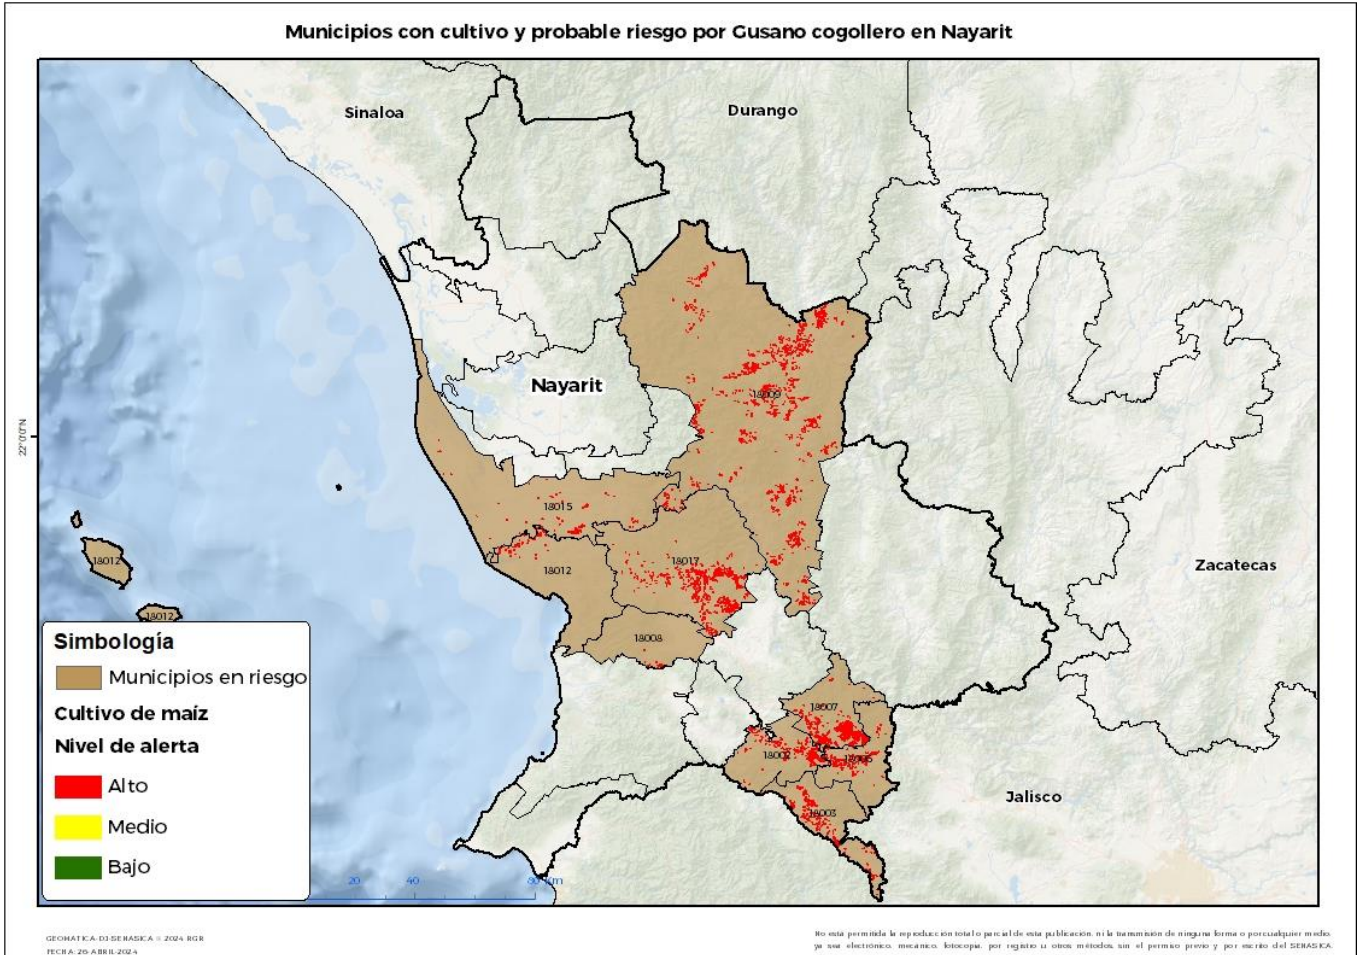 Municipios con cultivo y probable riesgo por Gusano cogollero en Nayarit
Sinaloa
Durango
Nayarit
22°0'0"N
18009
18015
18017
18012
18012
18012
18008
Zacatecas
18007
18003
Jalisco
Simbología
Municipios en riesgo
Cultivo de maíz
Nivel de alerta
Alto
Medio
Bajo
20 40 80 Km
GEOMATICA-DJ-SENASICA © 2024 RGR
FECHA: 26-ABRIL-2024
No está permitida la reproducción total o parcial de esta publicación, ni la transmisión de ninguna forma o por cualquier medio,
ya sea electrónico, mecánico, fotocopia, por registro u otros métodos, sin el permiso previo y por escrito del SENASICA.